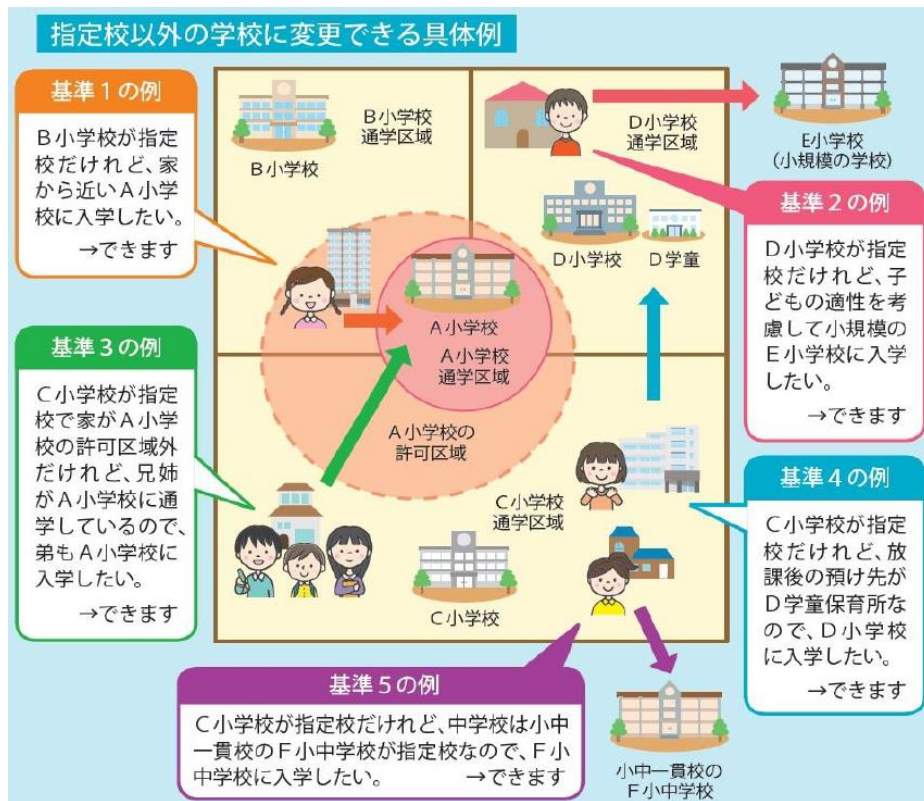 指定校以外の学校に変更できる具体例
基準1の例
B小学校が指定
校だけれど、家
から近いA小学
校に入学したい。
→できます
B小学校
B小学校
通学区域
D小学校
通学区域
E小学校
(小規模の学校)
D小学校
D学童
基準2の例
D小学校が指定
校だけれど、子
どもの適性を考
慮して小規模の
E小学校に入学
したい。
→できます
A小学校
A小学校
通学区域
A小学校の
許可区域
基準3の例
C小学校が指定
校で家がA小学
校の許可区域外
だけれど、兄姉
がA小学校に通
学しているので、
弟もA小学校に
入学したい。
→できます
C小学校
通学区域
C小学校
基準4の例
C小学校が指定
校だけれど、放
課後の預け先が
D学童保育所な
ので、D小学校
に入学したい。
→できます
基準5の例
C小学校が指定校だけれど、中学校は小中
一貫校のF小中学校が指定校なので、F小
中学校に入学したい。 →できます
小中一貫校の
F小中学校